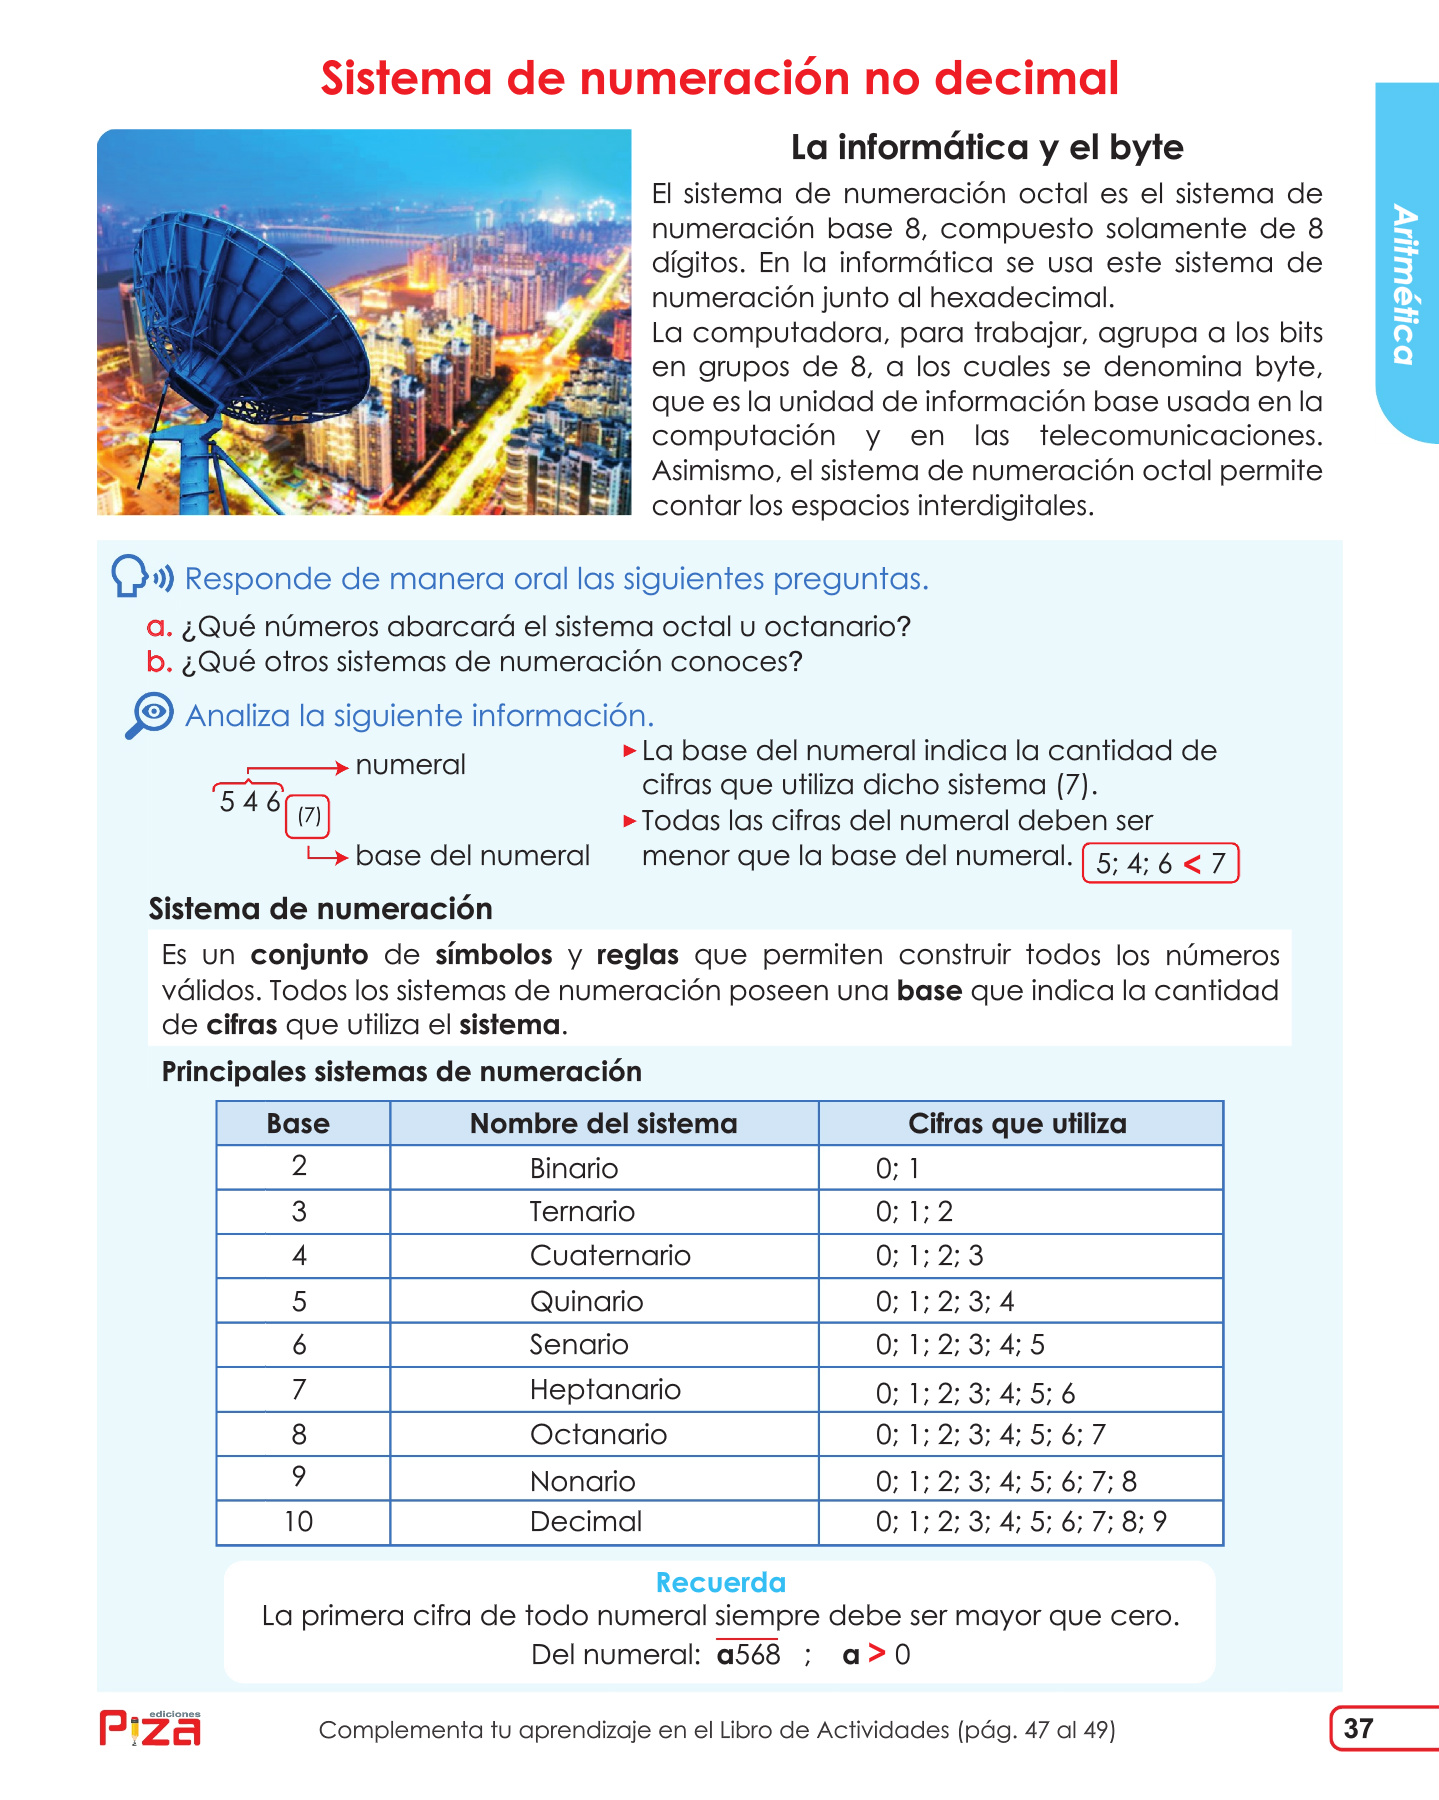 Sistema de numeración no decimal
La informática y el byte
El sistema de numeración octal es el sistema de
numeración base 8, compuesto solamente de 8
dígitos. En la informática se usa este sistema de
numeración junto al hexadecimal.
La computadora, para trabajar, agrupa a los bits
en grupos de 8, a los cuales se denomina byte,
que es la unidad de información base usada en la
computación y en las telecomunicaciones.
Asimismo, el sistema de numeración octal permite
contar los espacios interdigitales.
Aritmética
Responde de manera oral las siguientes preguntas.
a. ¿Qué números abarcará el sistema octal u octanario?
b. ¿Qué otros sistemas de numeración conoces?
Analiza la siguiente información.
numeral
5 4 6 (7)
base del numeral
▸La base del numeral indica la cantidad de
cifras que utiliza dicho sistema (7).
▸Todas las cifras del numeral deben ser
menor que la base del numeral. 5; 4; 6 < 7
Sistema de numeración
Es un conjunto de símbolos y reglas que permiten construir todos los números
válidos. Todos los sistemas de numeración poseen una base que indica la cantidad
de cifras que utiliza el sistema.
Principales sistemas de numeración
Base Nombre del sistema Cifras que utiliza
2 Binario 0; 1
3 Ternario 0; 1; 2
4 Cuaternario 0; 1; 2; 3
5 Quinario 0; 1; 2; 3; 4
6 Senario 0; 1; 2; 3; 4; 5
7 Heptanario 0; 1; 2; 3; 4; 5; 6
8 Octanario 0; 1; 2; 3; 4; 5; 6; 7
9 Nonario 0; 1; 2; 3; 4; 5; 6; 7; 8
10 Decimal 0; 1; 2; 3; 4; 5; 6; 7; 8; 9
Recuerda
La primera cifra de todo numeral siempre debe ser mayor que cero.
Del numeral: a568 ; a > 0
ediciones
Piza
Complementa tu aprendizaje en el Libro de Actividades (pág. 47 al 49)
37